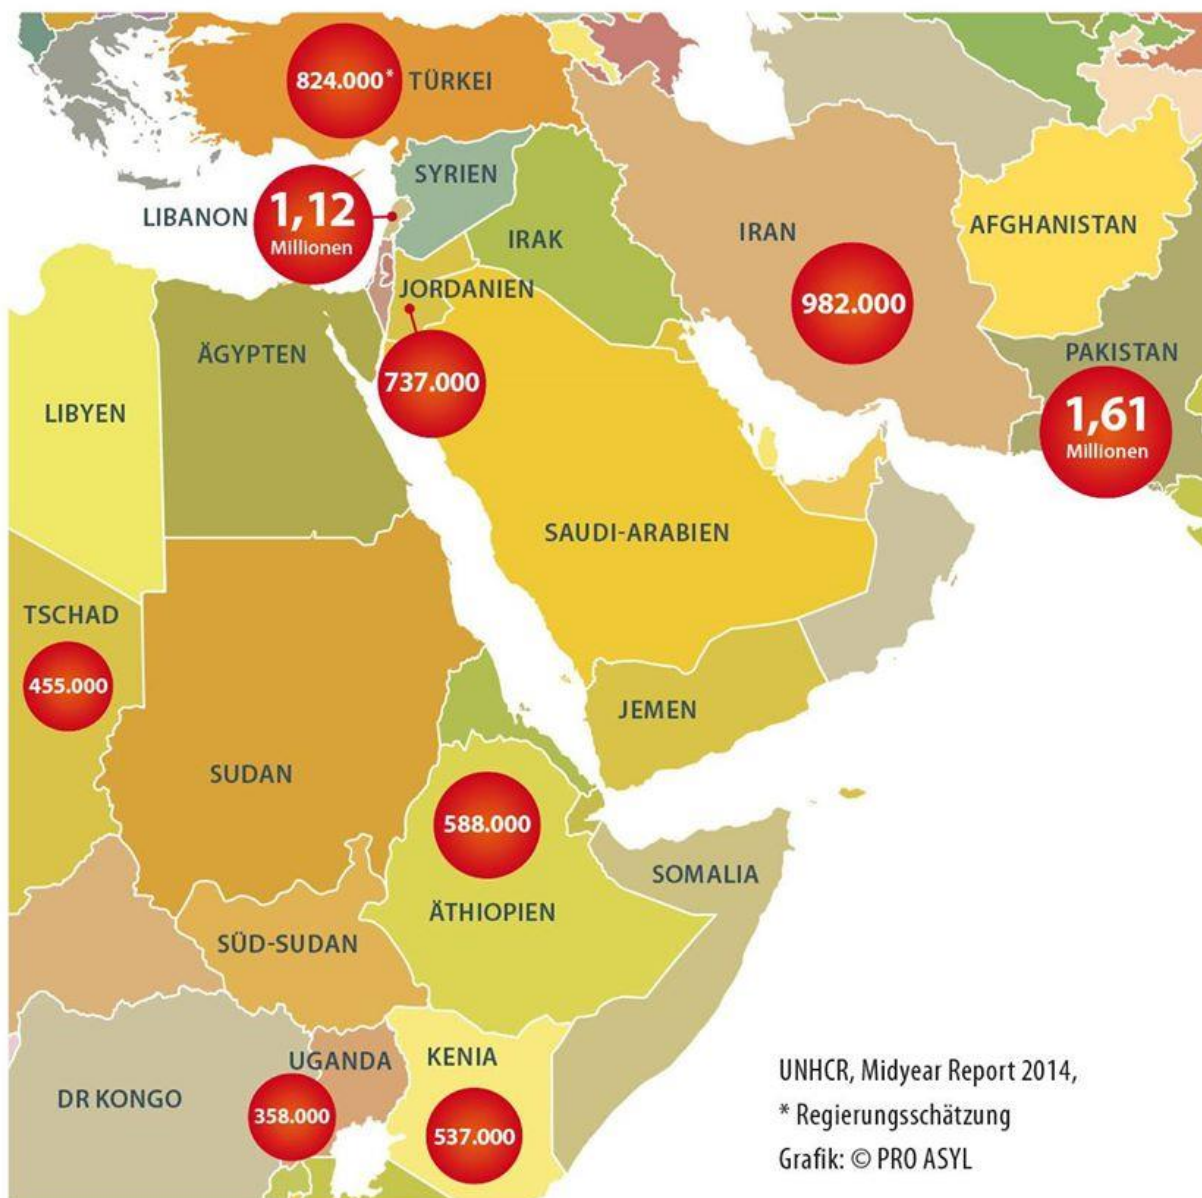 824.000*
TÜRKEI
SYRIEN
LIBANON
1,12
Millionen
IRAK
IRAN
AFGHANISTAN
982.000
JORDANIEN
ÄGYPTEN
737.000
PAKISTAN
1,61
Millionen
LIBYEN
SAUDI-ARABIEN
TSCHAD
455.000
JEMEN
SUDAN
588.000
SOMALIA
ÄTHIOPIEN
SÜD-SUDAN
UGANDA
KENIA
DR KONGO
358.000
537.000
UNHCR, Midyear Report 2014,
* Regierungsschätzung
Grafik: © PRO ASYL